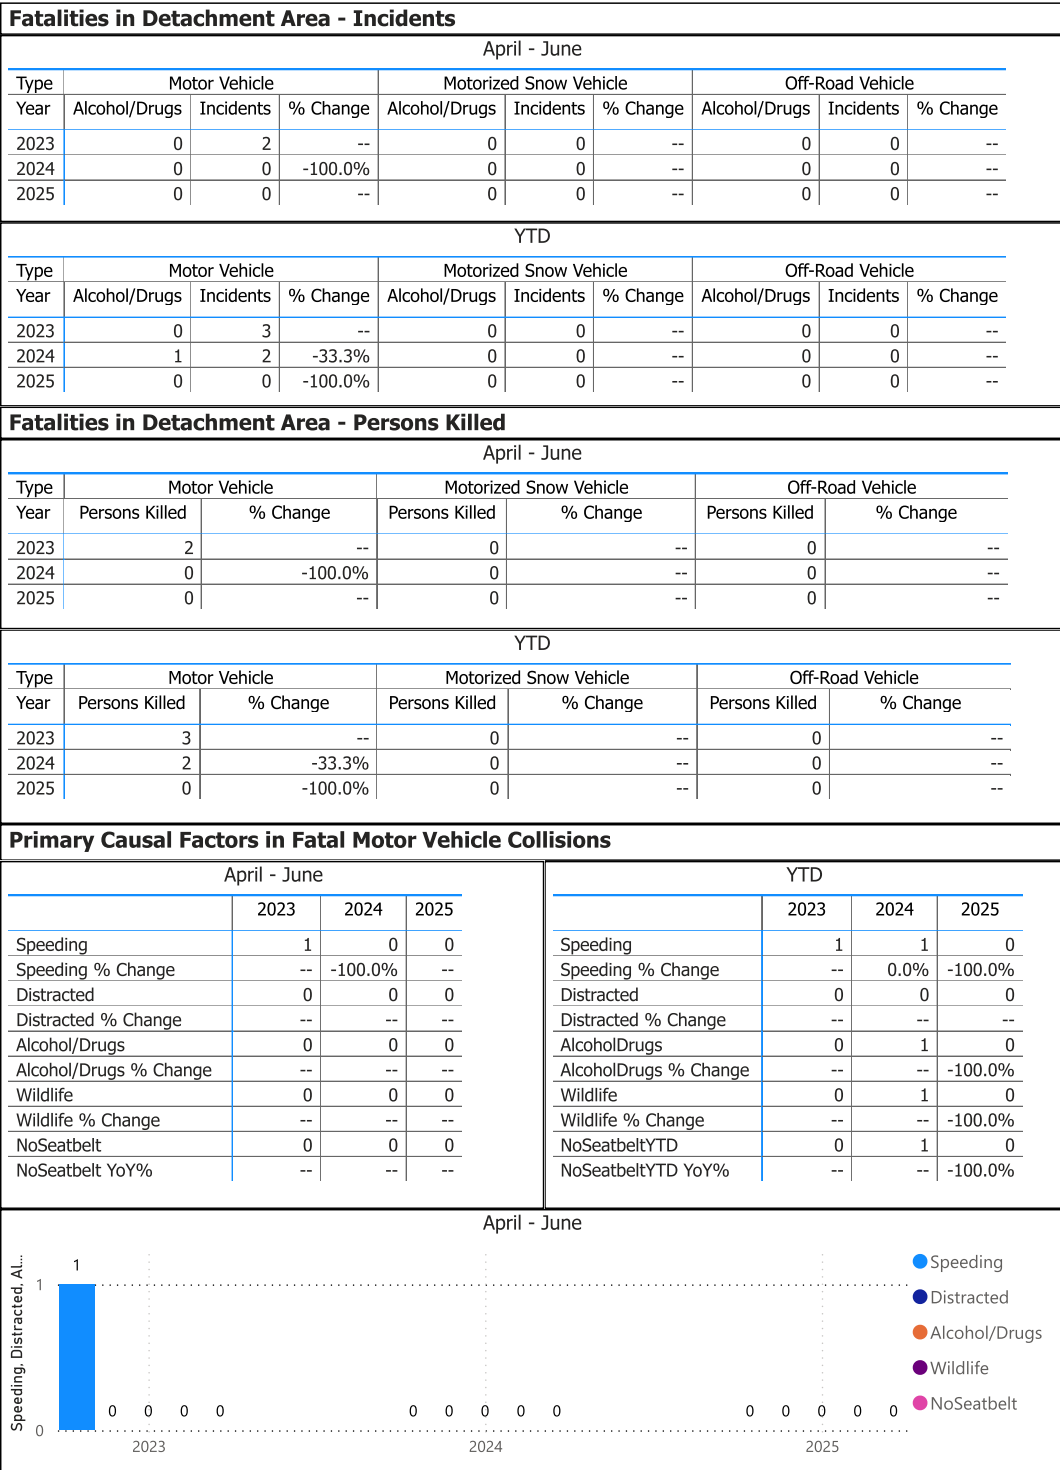 Fatalities in Detachment Area - Incidents
April - June
Type Motor Vehicle Motorized Snow Vehicle Off-Road Vehicle
Year Alcohol/Drugs Incidents % Change Alcohol/Drugs Incidents % Change Alcohol/Drugs Incidents % Change
2023 0 2 -- 0 0 -- 0 0 --
2024 0 0 -100.0% 0 0 -- 0 0 --
2025 0 0 -- 0 0 -- 0 0 --
YTD
Type Motor Vehicle Motorized Snow Vehicle Off-Road Vehicle
Year Alcohol/Drugs Incidents % Change Alcohol/Drugs Incidents % Change Alcohol/Drugs Incidents % Change
2023 0 3 -- 0 0 -- 0 0 --
2024 1 2 -33.3% 0 0 -- 0 0 --
2025 0 0 -100.0% 0 0 -- 0 0 --
Fatalities in Detachment Area - Persons Killed
April - June
Type Motor Vehicle Motorized Snow Vehicle Off-Road Vehicle
Year Persons Killed % Change Persons Killed % Change Persons Killed % Change
2023 2 -- 0 -- 0 --
2024 0 -100.0% 0 -- 0 --
2025 0 -- 0 -- 0 --
YTD
Type Motor Vehicle Motorized Snow Vehicle Off-Road Vehicle
Year Persons Killed % Change Persons Killed % Change Persons Killed % Change
2023 3 -- 0 -- 0 --
2024 2 -33.3% 0 -- 0 --
2025 0 -100.0% 0 -- 0 --
Primary Causal Factors in Fatal Motor Vehicle Collisions
April - June
2023 2024 2025
Speeding 1 0 0
Speeding % Change -- -100.0% --
Distracted 0 0 0
Distracted % Change -- -- --
Alcohol/Drugs 0 0 0
Alcohol/Drugs % Change -- -- --
Wildlife 0 0 0
Wildlife % Change -- -- --
NoSeatbelt 0 0 0
NoSeatbelt YoY% -- -- --
YTD
2023 2024 2025
Speeding 1 1 0
Speeding % Change -- 0.0% -100.0%
Distracted 0 0 0
Distracted % Change -- -- --
AlcoholDrugs 0 1 0
AlcoholDrugs % Change -- -- -100.0%
Wildlife 0 1 0
Wildlife % Change -- -- -100.0%
NoSeatbeltYTD 0 1 0
NoSeatbeltYTD YoY% -- -- -100.0%
April - June
Speeding, Distracted, Al...
1
0
1 0 0 0 0 0 0 0 0 0 0 0 0 0 0
2023 2024 2025
Speeding
Distracted
Alcohol/Drugs
Wildlife
NoSeatbelt